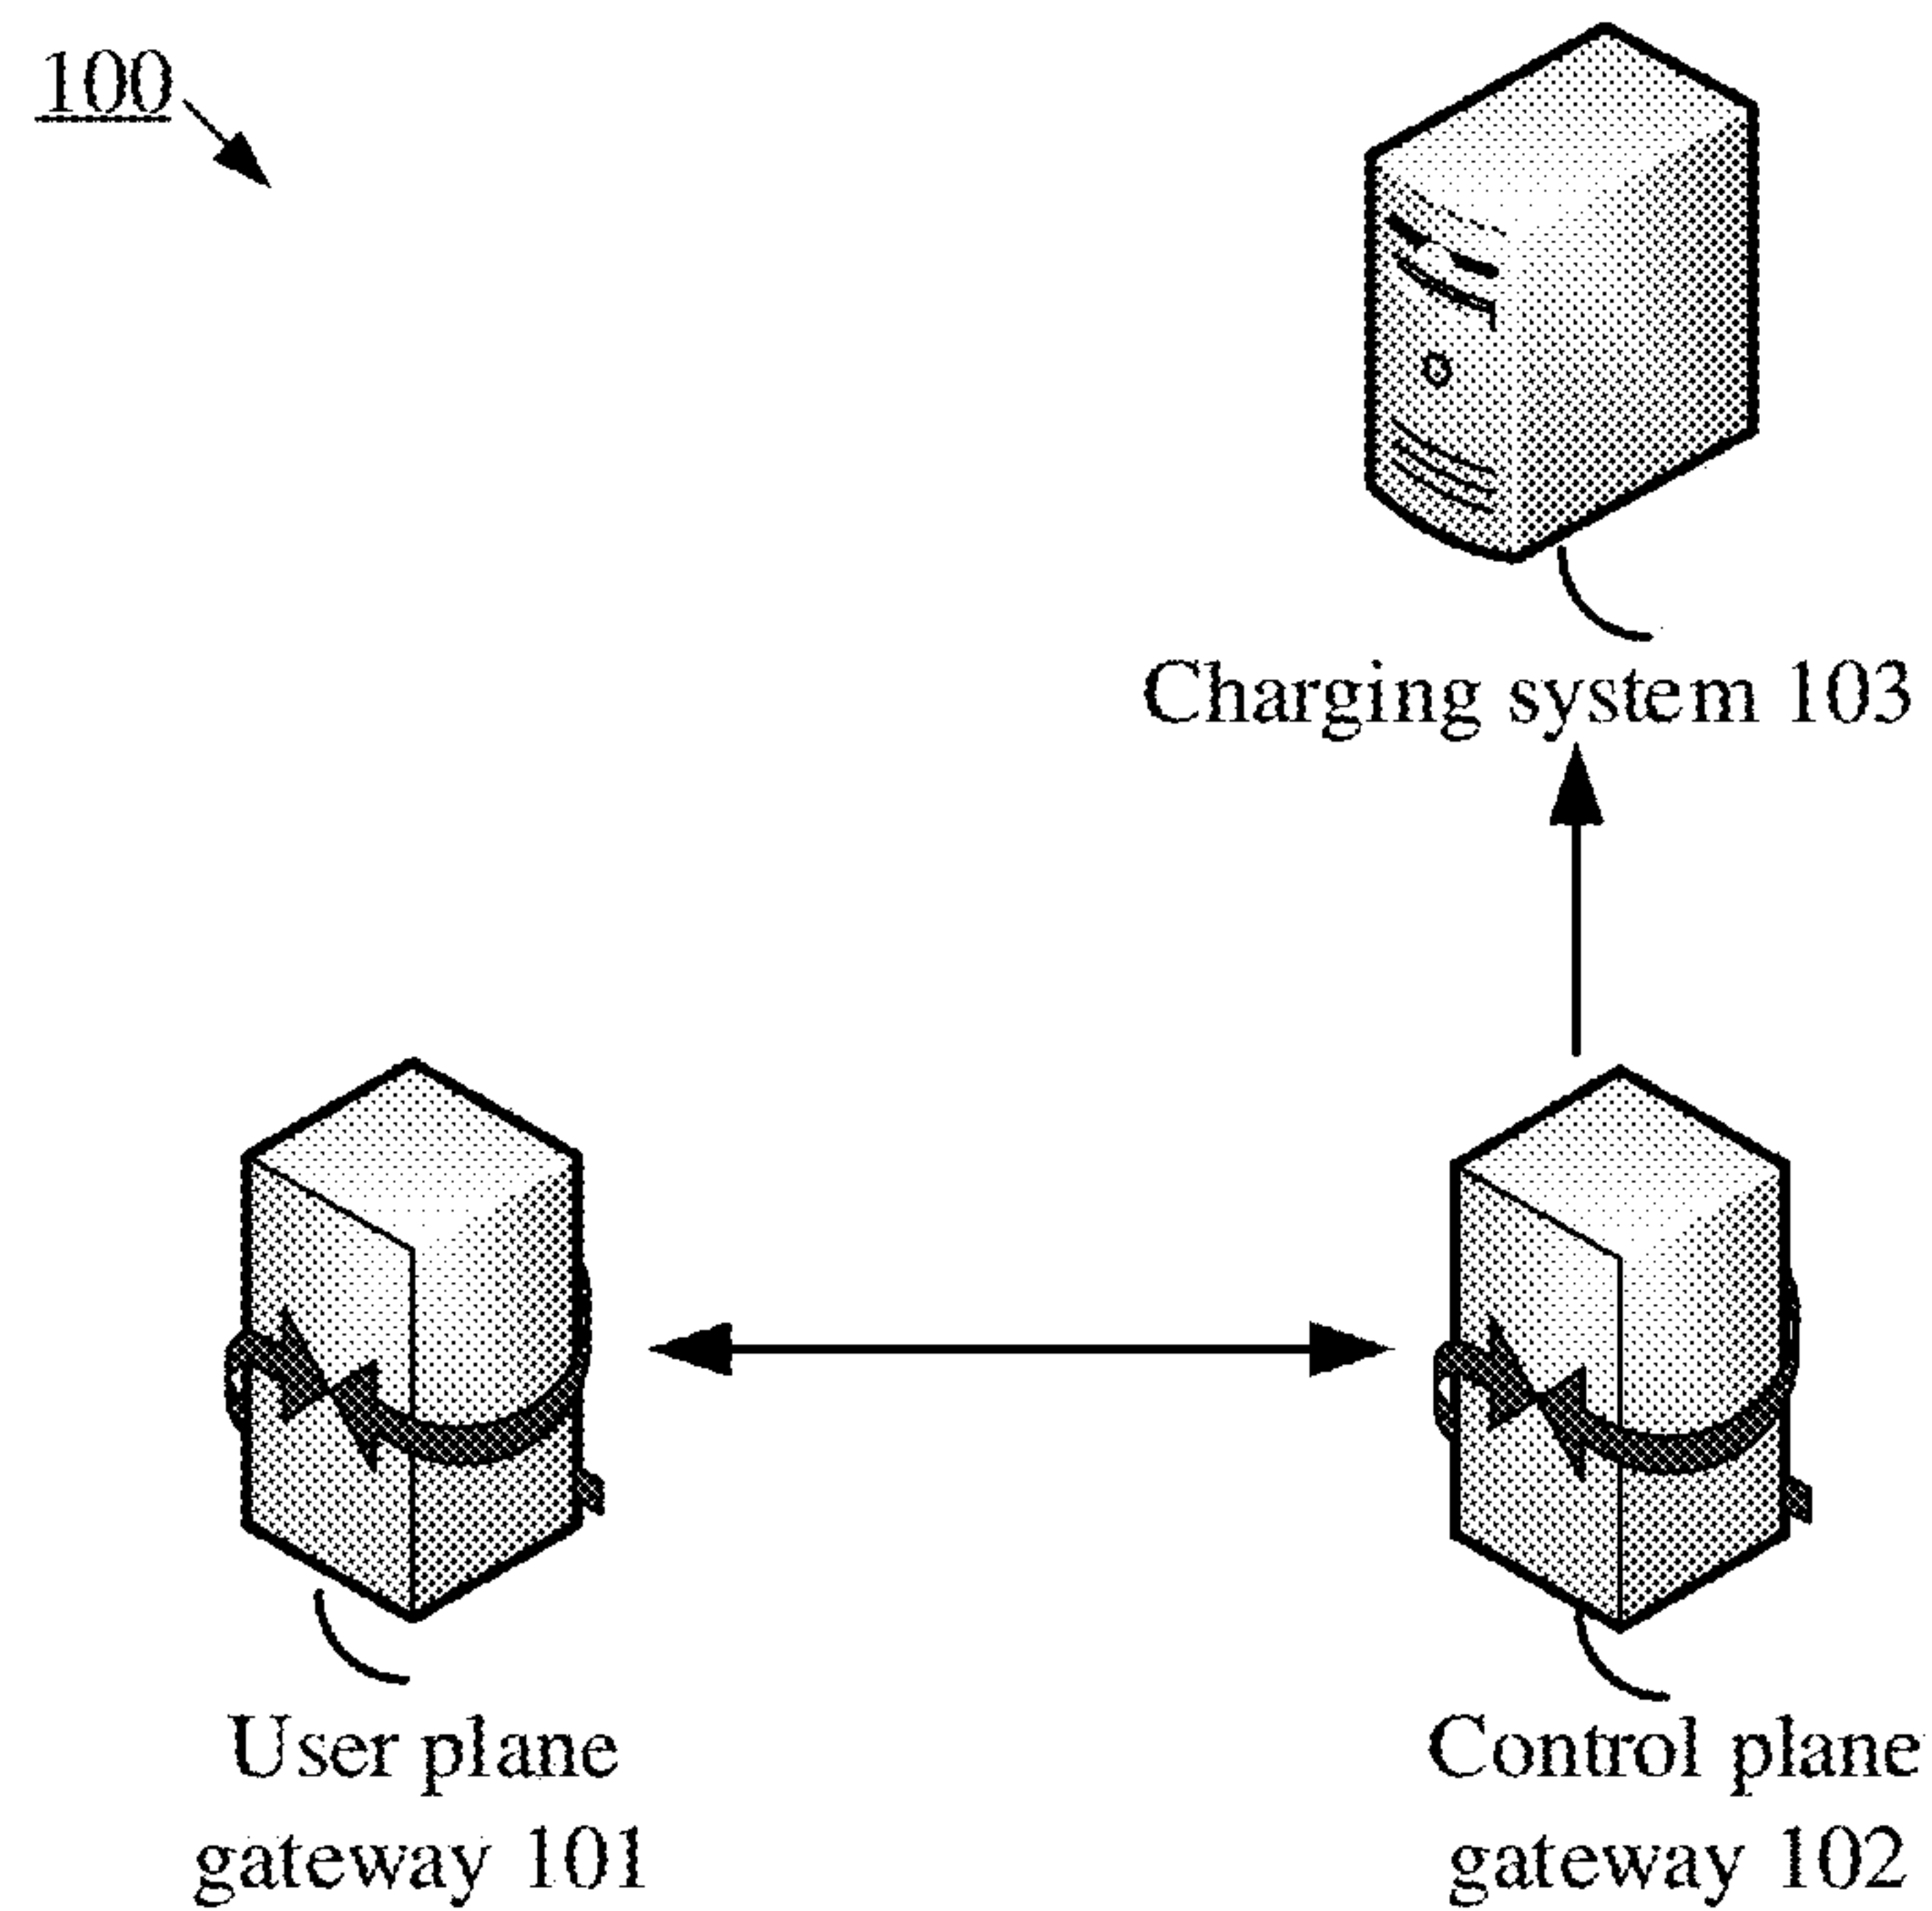 100
Charging system 103
User plane
gateway 101
Control plane
gateway 102